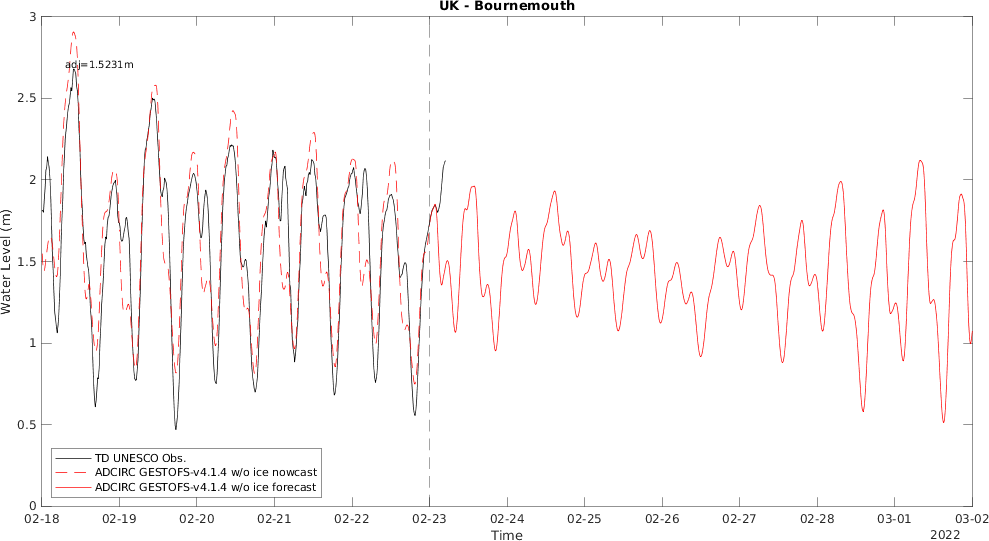 UK - Bournemouth
3
adj=1.5231m
2.5
2
1.5
1
0.5
0
Water Level (m)
TD UNESCO Obs.
ADCIRC GESTOFS-v4.1.4 w/o ice nowcast
ADCIRC GESTOFS-v4.1.4 w/o ice forecast
02-18 02-19 02-20 02-21 02-22 02-23 02-24 02-25 02-26 02-27 02-28 03-01 03-02
Time
2022